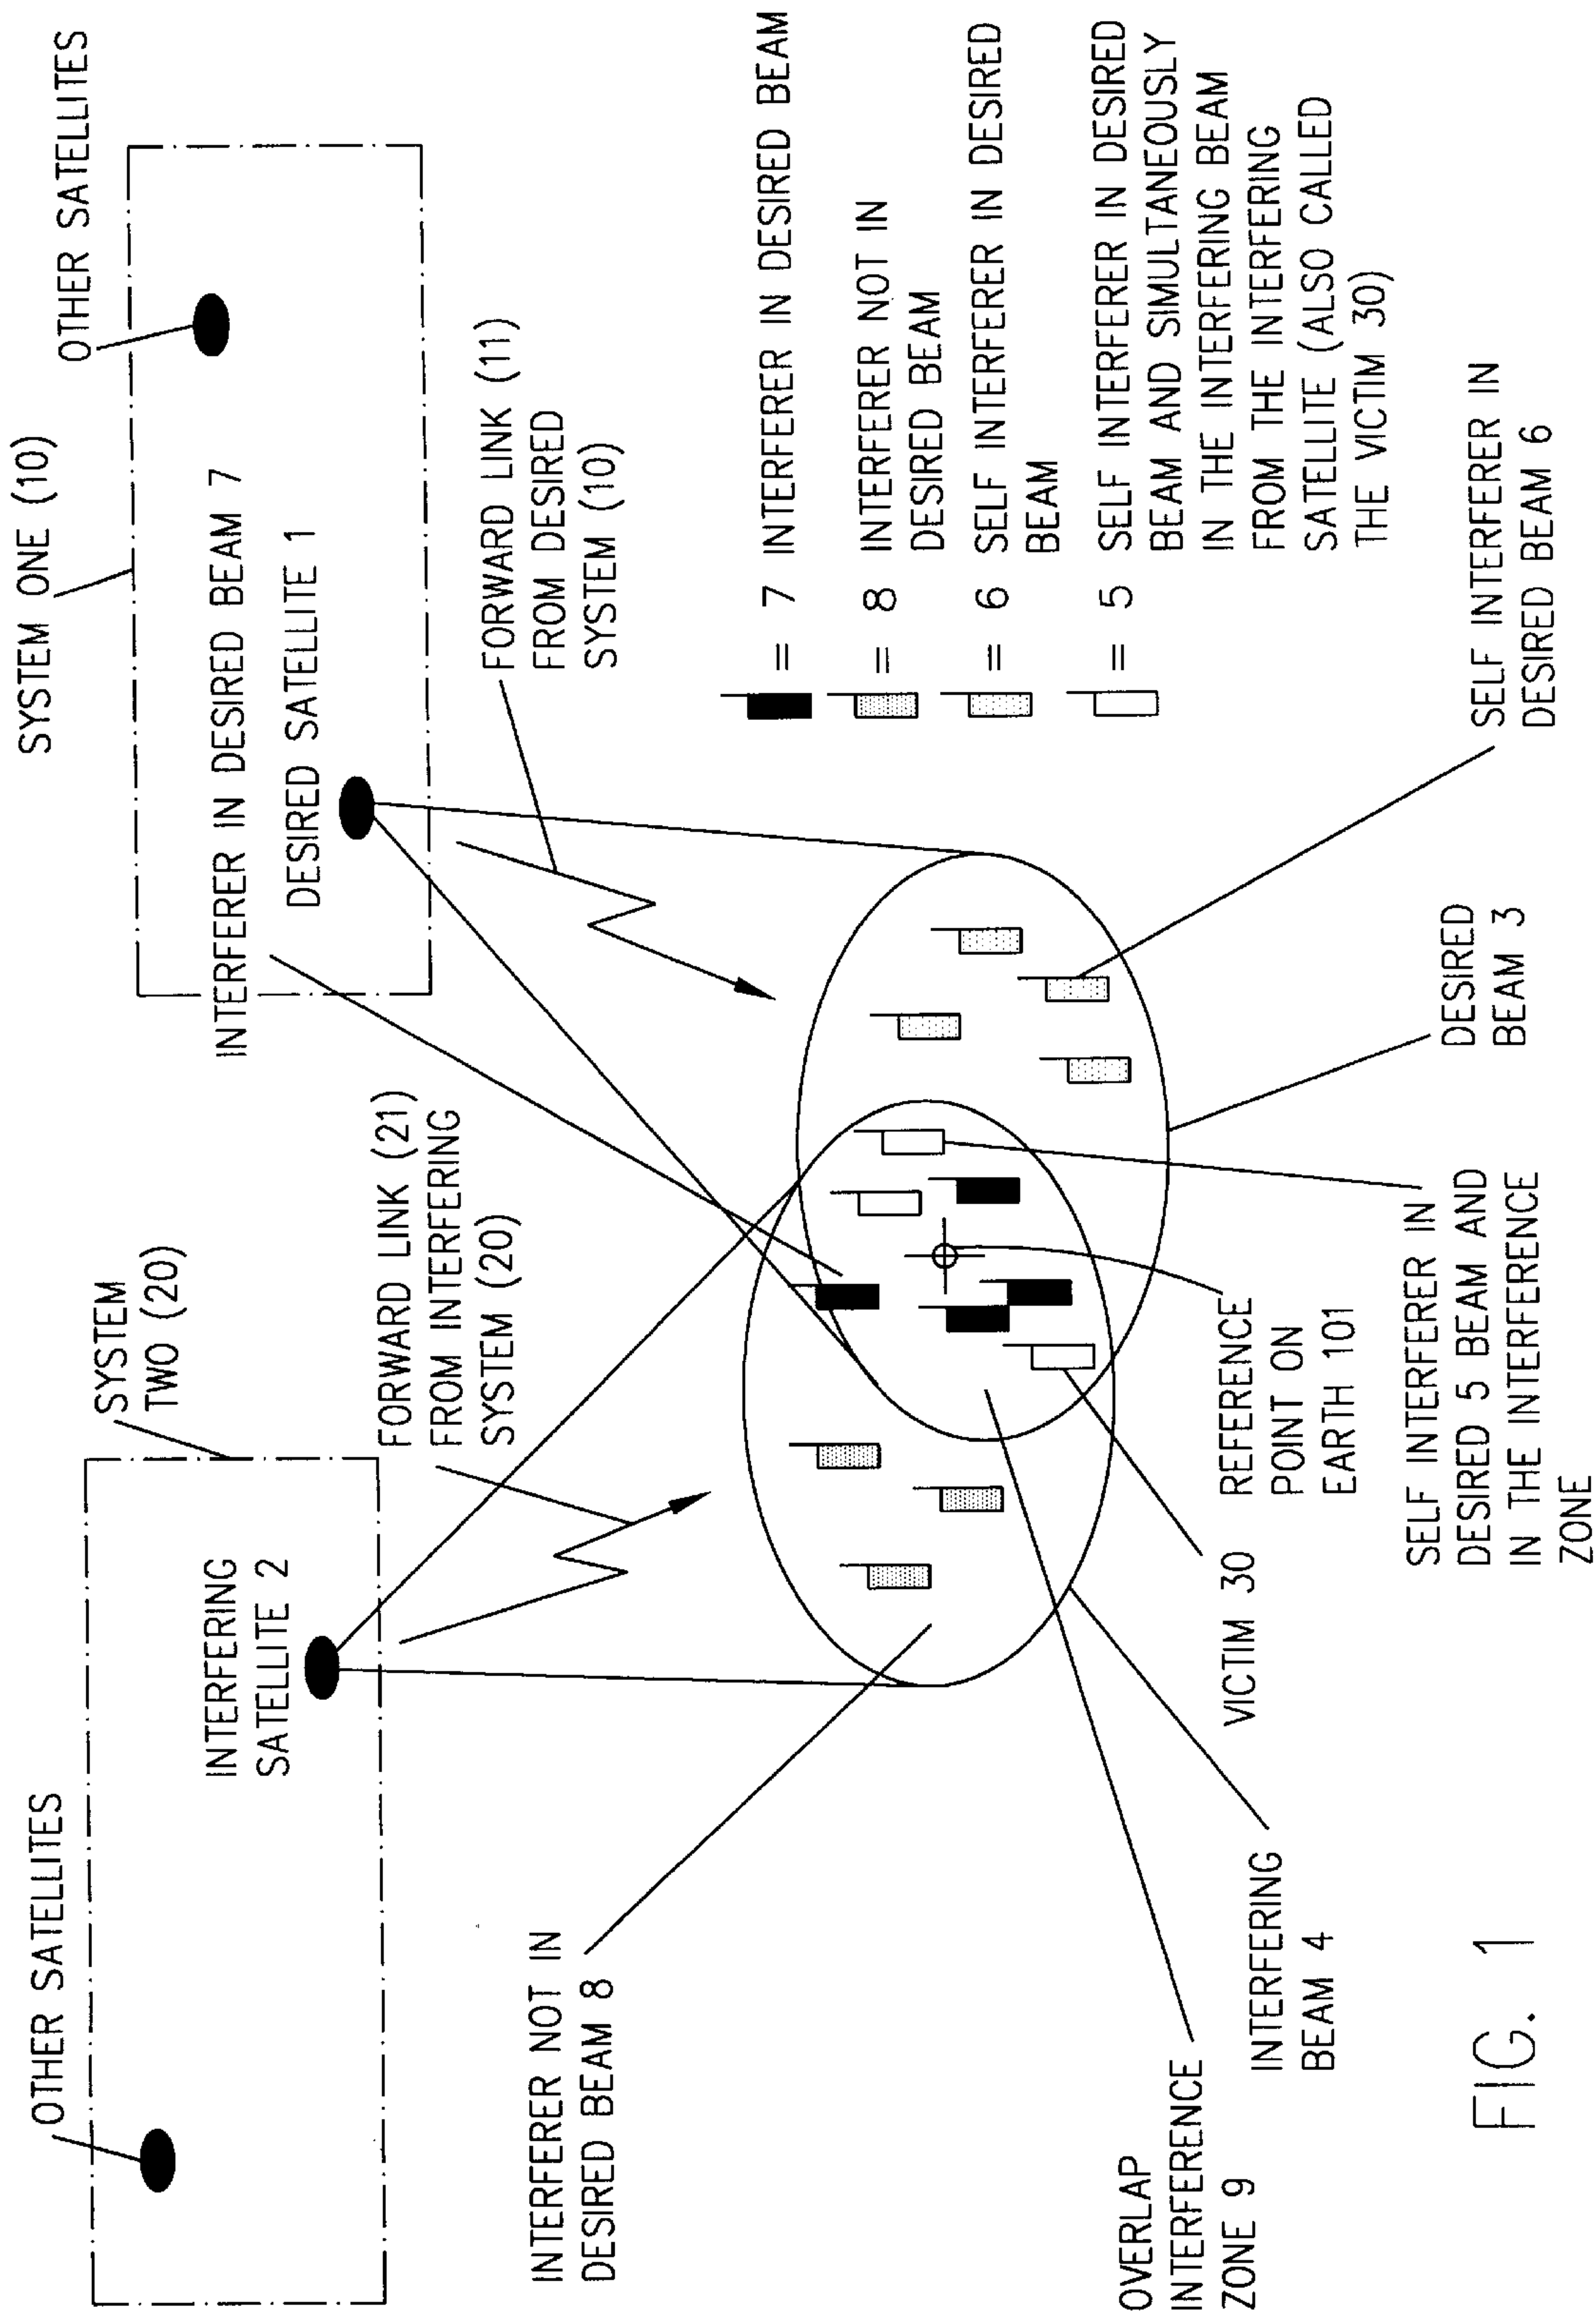 OTHER SATELLITES
SYSTEM
TWO (20)
SYSTEM ONE (10)
OTHER SATELLITES
INTERFERING
SATELLITE 2
INTERFERER IN DESIRED BEAM 7
DESIRED SATELLITE 1
FORWARD LINK (21)
FROM INTERFERING
SYSTEM (20)
FORWARD LINK (11)
FROM DESIRED
SYSTEM (10)
INTERFERER NOT IN
DESIRED BEAM 8
= 7 INTERFERER IN DESIRED BEAM
= 8 INTERFERER NOT IN
DESIRED BEAM
= 6 SELF INTERFERER IN DESIRED
BEAM
= 5 SELF INTERFERER IN DESIRED
BEAM AND SIMULTANEOUSLY
IN THE INTERFERING BEAM
FROM THE INTERFERING
SATELLITE (ALSO CALLED
THE VICTIM 30)
OVERLAP
INTERFERENCE
ZONE 9
INTERFERING
BEAM 4
VICTIM 30
REFERENCE
POINT ON
EARTH 101
SELF INTERFERER IN
DESIRED 5 BEAM AND
IN THE INTERFERENCE
ZONE
DESIRED
BEAM 3
SELF INTERFERER IN
DESIRED BEAM 6
FIG. 1